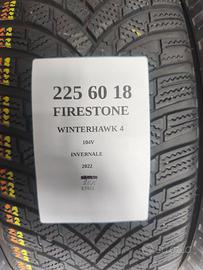 225 60 18
FIRESTONE
WINTERHAWK 4
104V
INVERNALE
2022